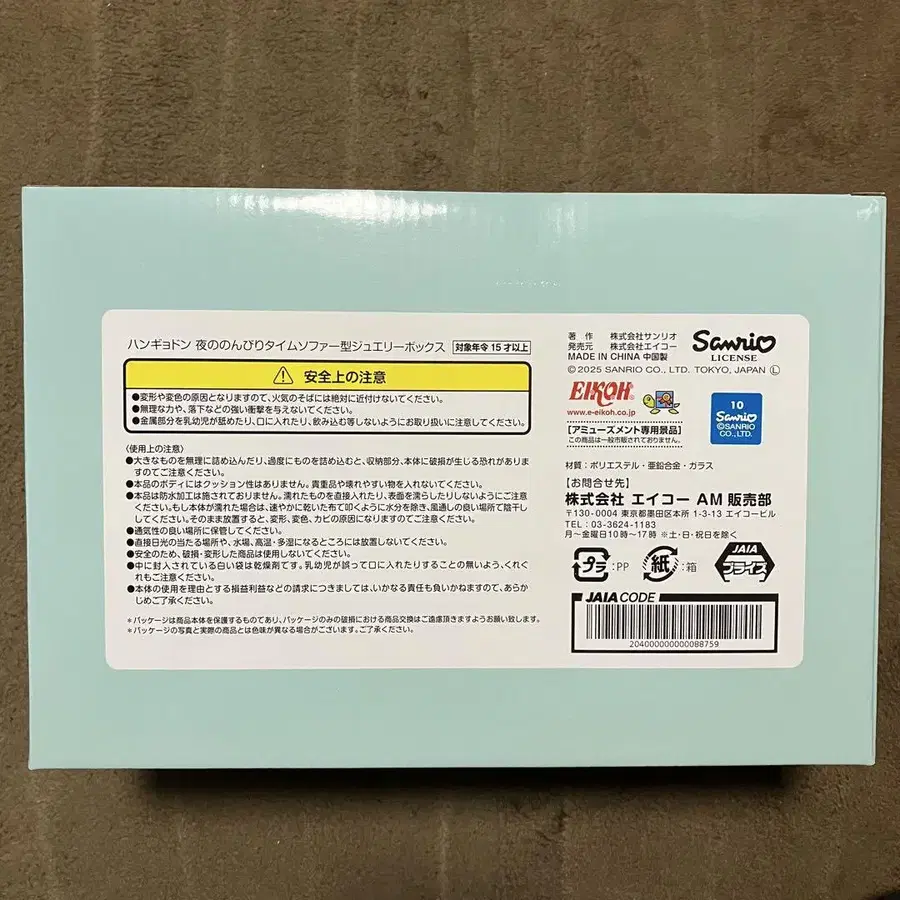 ハンギョドン 夜ののんびりタイムソファー型ジュエリーボックス 対象年令 15才以上
安全上の注意
●変形や変色の原因となりますので、火気のそばには絶対に近付けないでください。
●無理な力や、落下などの強い衝撃を与えないでください。
●金属部分を乳幼児が舐めたり、口に入れたり、飲み込む等しないようにお取り扱いに注意してください。
〈使用上の注意〉
●大きなものを無理に詰め込んだり、過度にものを詰め込むと、収納部分、本体に破損が生じる恐れがありま
すのでご注意ください。
●本品のボディにはクッション性はありません。貴重品や壊れやすい物を入れないでください。
●本品は防水加工は施されておりません。濡れたものを直接入れたり、表面を濡らしたりしないようにご注意
ください。もし本体が濡れた場合は、速やかに乾いた布で叩くように水分を除き、風通しの良い場所で陰干し
してください。そのまま放置すると、変形、変色、カビの原因になりますのでご注意ください。
●通気性の良い場所に保管してください。
●直接日光の当たる場所や、水場、高温・多湿になるところには放置しないでください。
●安全のため、破損・変形した商品は使用しないでください。
●中に封入されている白い袋は乾燥剤です。乳幼児が誤って口に入れたりすることの無いよう、くれぐ
れもご注意ください。
●本体の使用を理由とする損益利益などの請求につきましては、いかなる責任も負いかねますので、あらか
じめご了承ください。
*パッケージは商品本体を保護するものであり、パッケージのみの破損における商品交換はご遠慮頂きますようお願い致します。
*パッケージの写真と実際の商品とは色味が異なる場合がございます。ご了承ください。
著 作 株式会社サンリオ
発売元 株式会社エイコー
MADE IN CHINA 中国製
Sanrio
LICENSE
©2025 SANRIO CO., LTD. TOKYO, JAPAN Ⓛ
EIKOH
www.e-eikoh.co.jp
【アミューズメント専用景品】
この商品は一般市販されておりません。
10
Sanrio
©SANRIO
CO.,LTD.
材質：ポリエステル・亜鉛合金・ガラス
【お問合せ先】
株式会社 エイコー AM 販売部
〒130-0004 東京都墨田区本所 1-3-13 エイコービル
TEL : 03-3624-1183
月～金曜日10時～17時 ※土・日・祝日を除く
プラ : PP 紙 : 箱
JAIA
プライズ
JAIA CODE
204000000000088759